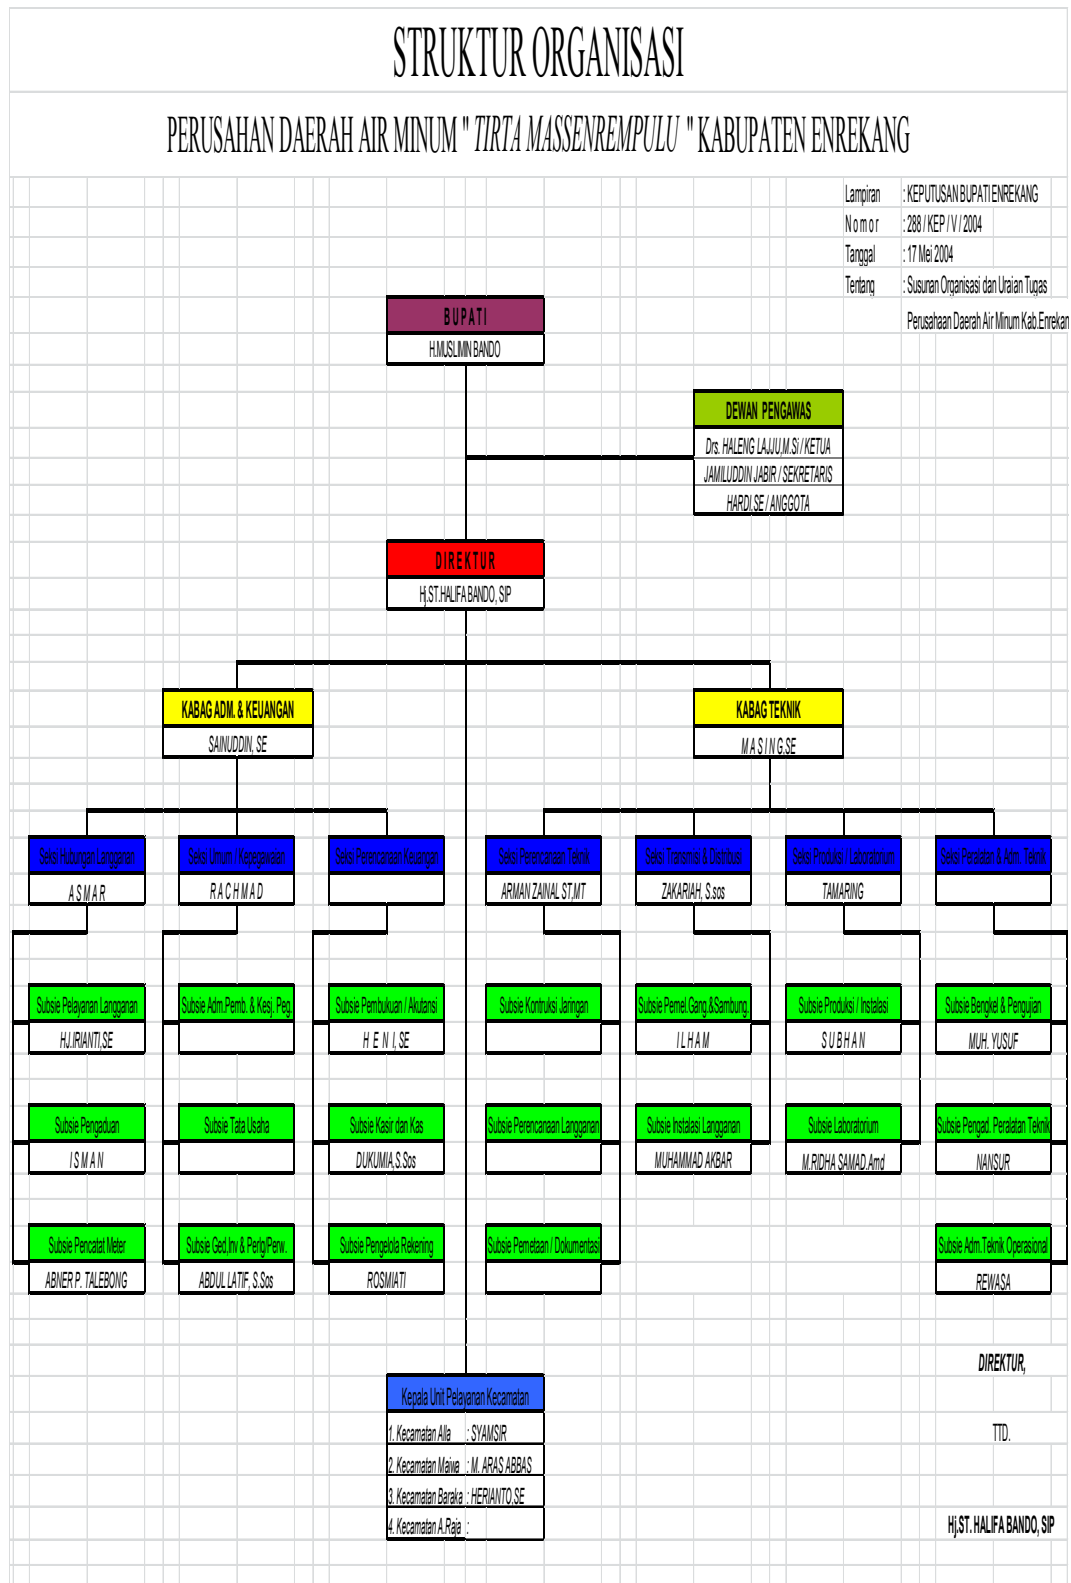 STRUKTUR ORGANISASI
PERUSAHAN DAERAH AIR MINUM " TIRTA MASSENREMPULU " KABUPATEN ENREKANG
Lampiran : KEPUTUSAN BUPATI ENREKANG
N o m o r : 288 / KEP / V / 2004
Tanggal : 17 Mei 2004
Tentang : Susunan Organisasi dan Uraian Tugas
Perusahaan Daerah Air Minum Kab.Enrekan
B U P A T I
H.MUSLIMIN BANDO
DEWAN PENGAWAS
Drs. HALENG LAJJU,M.Si / KETUA
JAMILUDDIN JABIR / SEKRETARIS
HARDI,SE / ANGGOTA
D I R E K T U R
Hj.ST.HALIFA BANDO, SIP
KABAG ADM. & KEUANGAN
SAINUDDIN, SE
KABAG TEKNIK
M A S I N G.SE
Seksi Hubungan Langganan
A S M A R
Seksi Umum / Kepegawaian
R A C H M A D
Seksi Perencanaan Keuangan
Seksi Perencanaan Teknik
ARMAN ZAINAL ST,MT
Seksi Transmis. & Distribusi
ZAKARIAH, S.sos
Seksi Produksi / Laboratorium
TAMARING
Seksi Peralatan & Adm. Teknik
Subsie Pelayanan Langganan
HJ.IRIANTI,SE
Subsie Adm.Pemb. & Kesj. Peg.
Subsie Pembukuan / Akutansi
H E N I, SE
Subsie Kontruksi Jaringan
Subsie Pemel.Gang.&Sambung.
I L H A M
Subsie Produksi / Instalasi
S U B H A N
Subsie Bengkel & Pengujian
MUH. YUSUF
Subsie Pengaduan
I S M A N
Subsie Tata Usaha
Subsie Kasir dan Kas
DUKUMIA,S.Sos
Subsie Perencanaan Langganan
Subsie Instalasi Langganan
MUHAMMAD AKBAR
Subsie Laboratorium
M.RIDHA SAMAD.Amd
Subsie Pengad. Peralatan Teknik
NANSUR
Subsie Pencatat Meter
ABNER P. TALEBONG
Subsie Ged,Inv & Perlg/Perw.
ABDUL LATIF, S.Sos
Subsie Pengelola Rekening
ROSMIATI
Subsie Pemetaan / Dokumentasi
Subsie Adm.Teknik Operasional
REWASA
Kepala Unit Pelayanan Kecamatan
1. Kecamatan Alla : SYAMSIR
2. Kecamatan Maiwa : M. ARAS ABBAS
3. Kecamatan Baraka : HERIANTO.SE
4. Kecamatan A.Raja :
DIREKTUR,
TTD.
Hj.ST. HALIFA BANDO, SIP